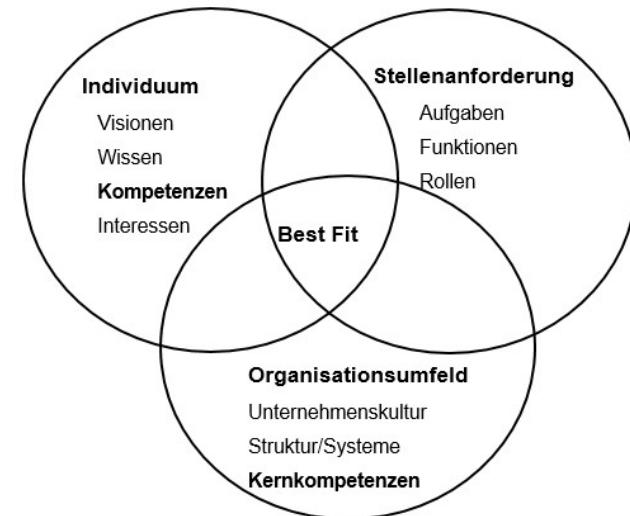 Individuum
Visionen
Wissen
Kompetenzen
Interessen
Stellenanforderung
Aufgaben
Funktionen
Rollen
Best Fit
Organisationsumfeld
Unternehmenskultur
Struktur/Systeme
Kernkompetenzen